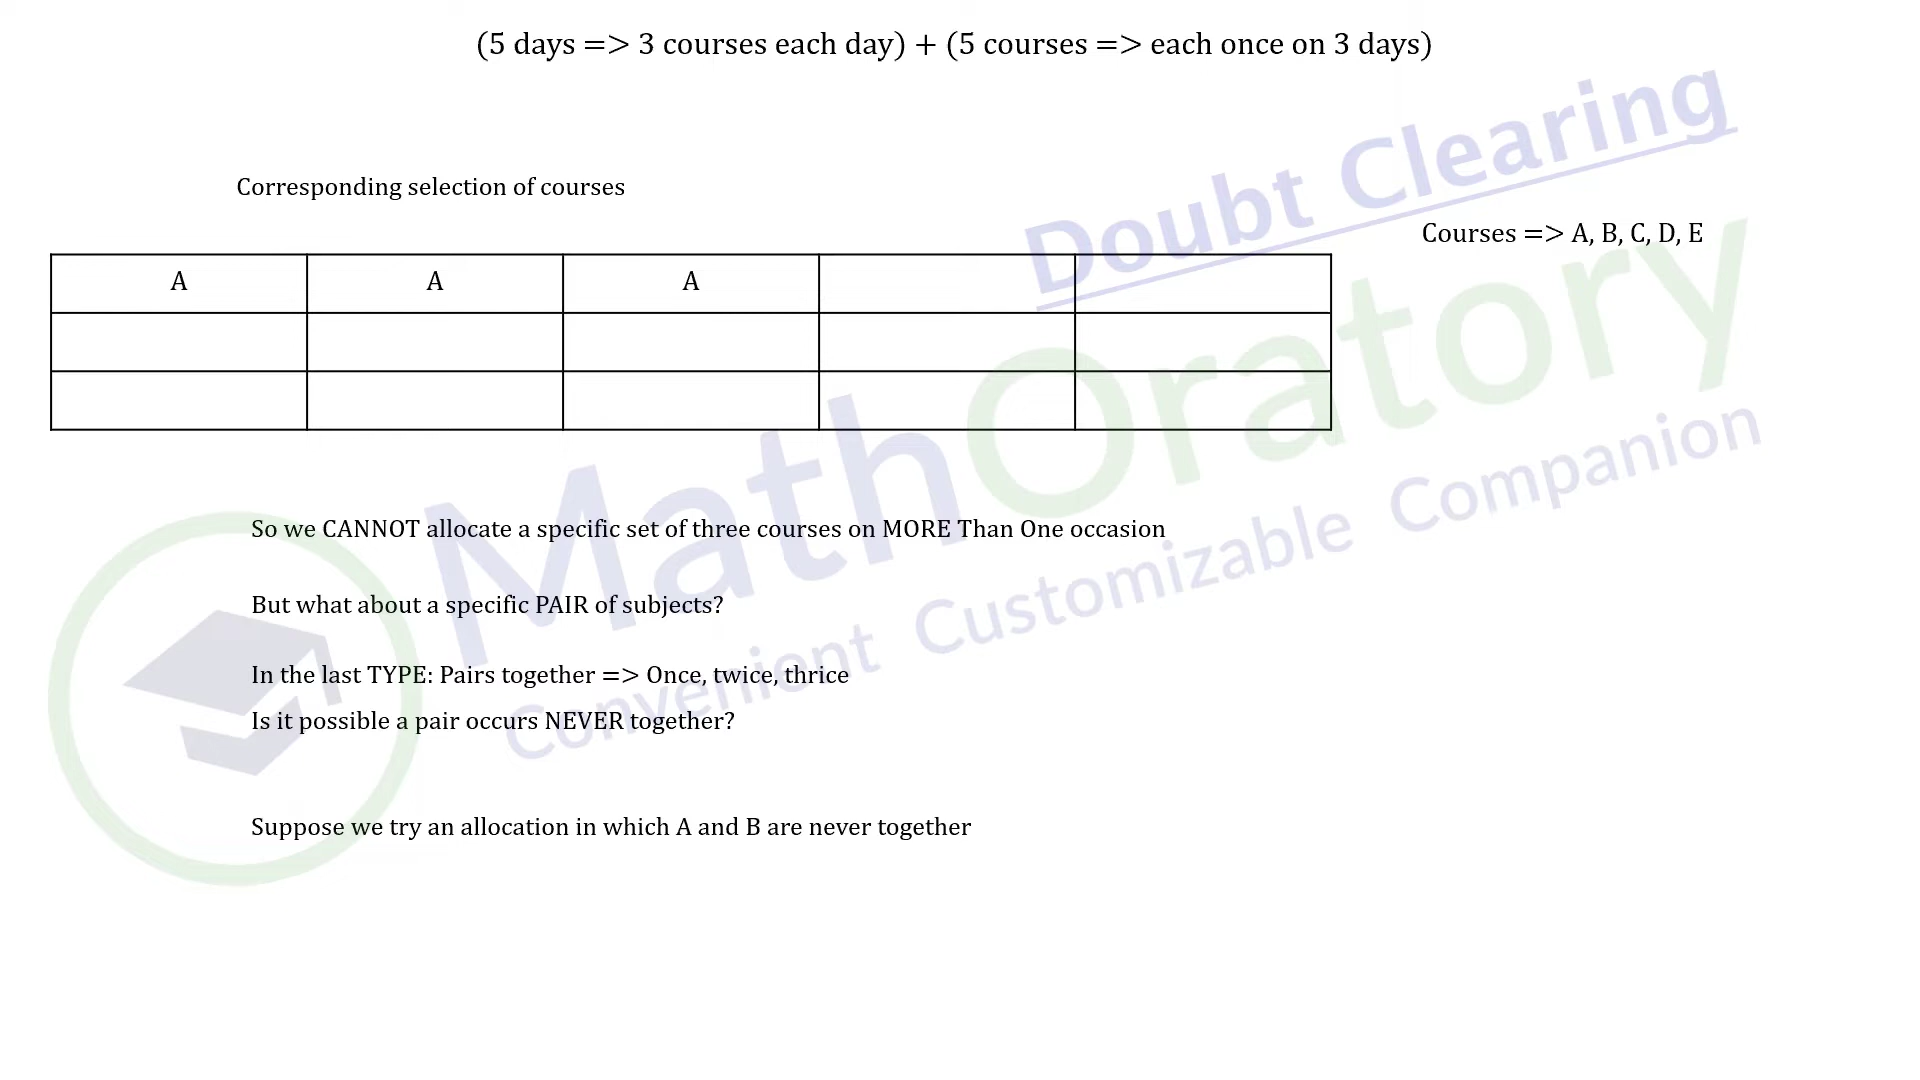 (5 days => 3 courses each day) + (5 courses => each once on 3 days)
Doubt Clearing
Corresponding selection of courses
Courses => A, B, C, D, E
A A A
MathOratory
Convenient Customizable Companion
So we CANNOT allocate a specific set of three courses on MORE Than One occasion
But what about a specific PAIR of subjects?
In the last TYPE: Pairs together => Once, twice, thrice
Is it possible a pair occurs NEVER together?
Suppose we try an allocation in which A and B are never together